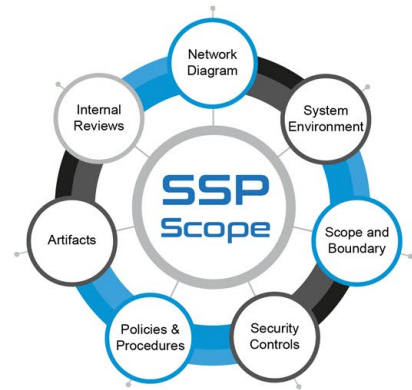 Network
Diagram
System
Environment
Scope and
Boundary
Security
Controls
Policies &
Procedures
Artifacts
Internal
Reviews
SSP
Scope